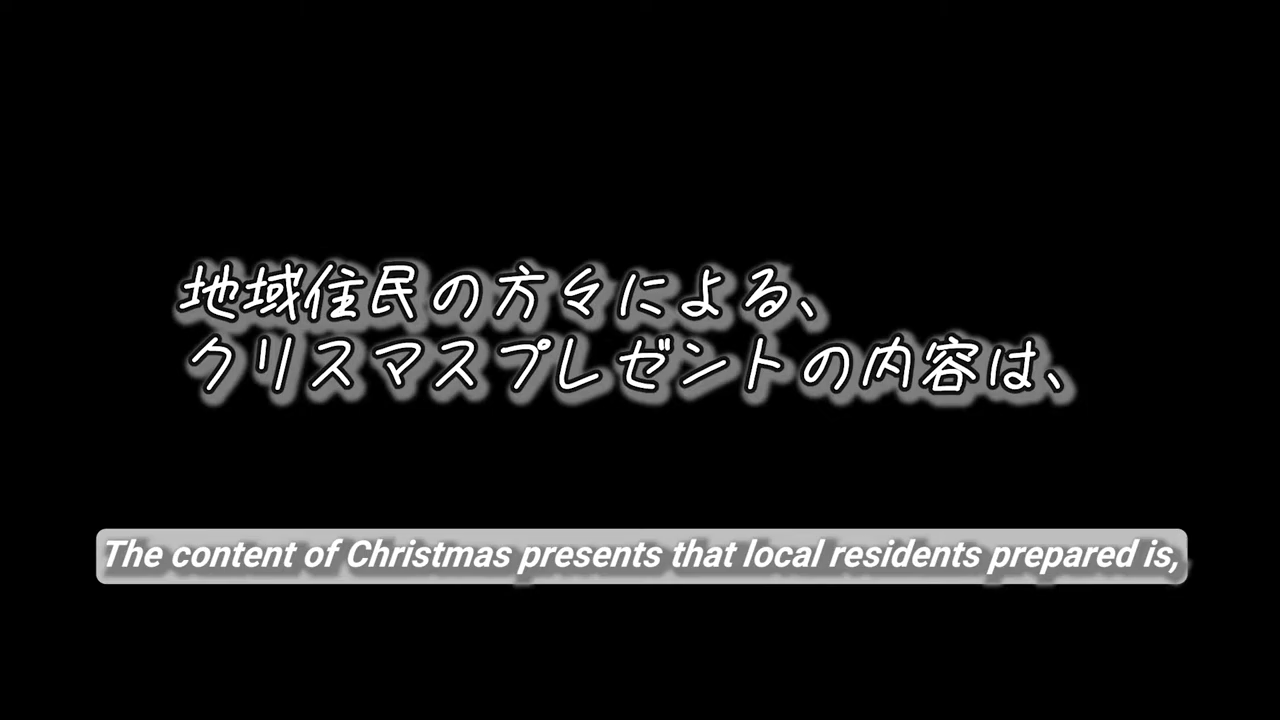 地域住民の方々による、
クリスマスプレゼントの内容は、
The content of Christmas presents that local residents prepared is,